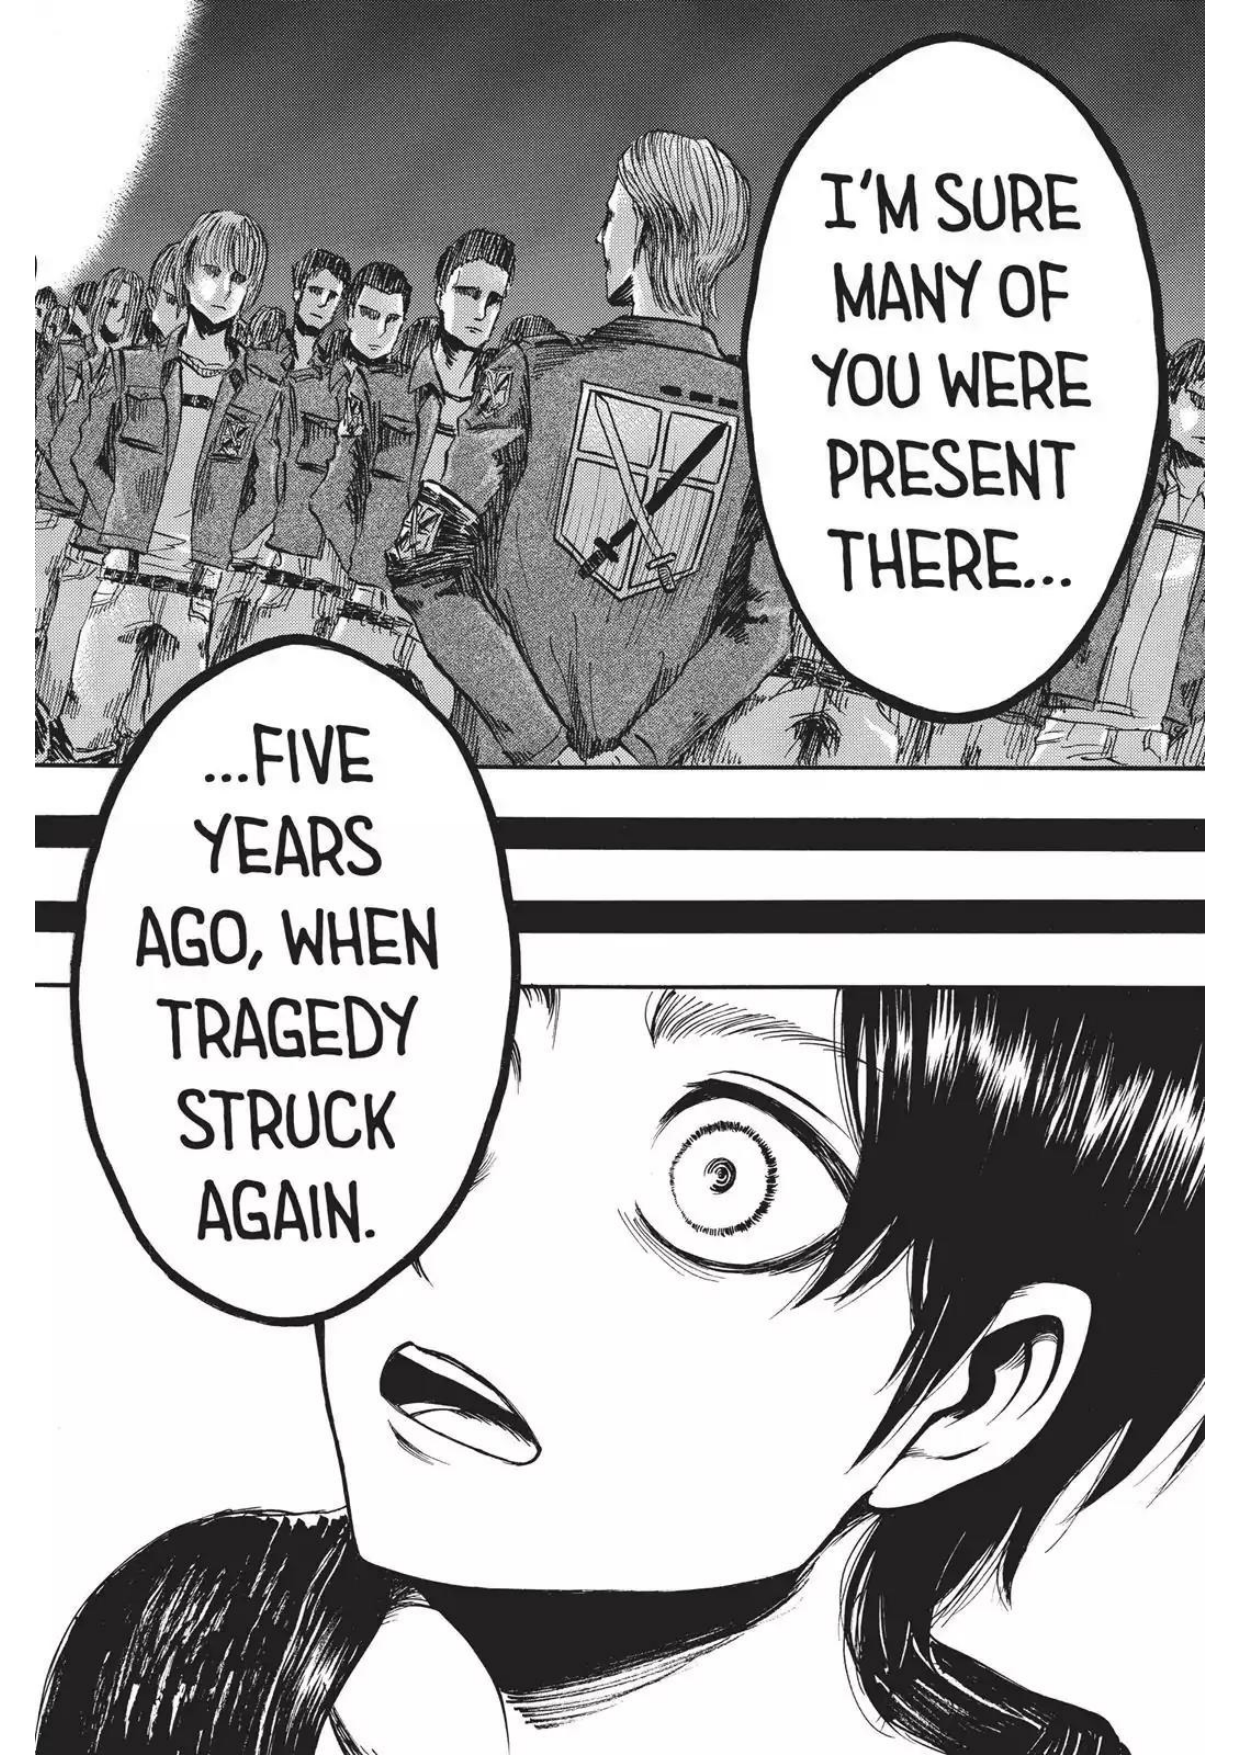 I'M SURE
MANY OF
YOU WERE
PRESENT
THERE...
...FIVE
YEARS
AGO, WHEN
TRAGEDY
STRUCK
AGAIN.